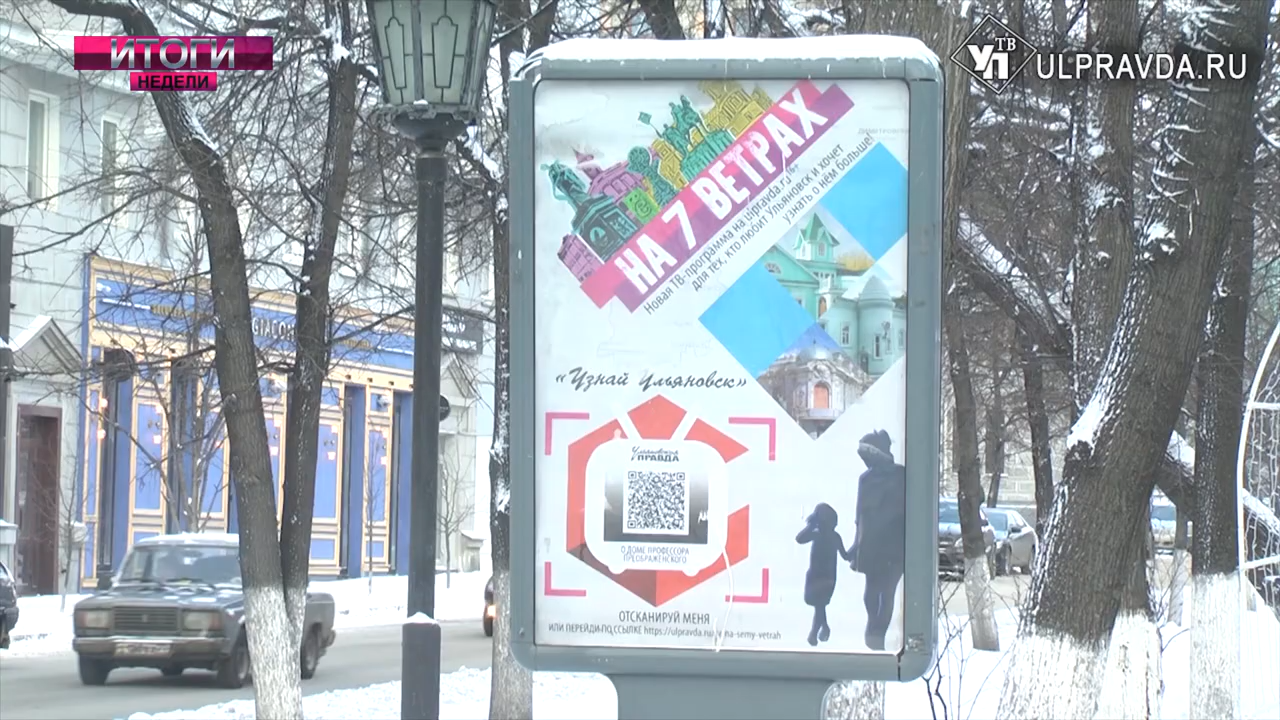 ИТОГИ
НЕДЕЛИ
ТВ
УП
ULPRAVDA.RU
НА 7 ВЕТРАХ
Новая ТВ-программа на ulpravda.ru
для тех, кто любит Ульяновск и хочет
узнать о нём больше!
«Узнай Ульяновск»
Ульяновская
ПРАВДА
О ДОМЕ ПРОФЕССОРА
ПРЕОБРАЖЕНСКОГО
ОТСКАНИРУЙ МЕНЯ
ИЛИ ПЕРЕЙДИ ПО ССЫЛКЕ https://ulpravda.ru/